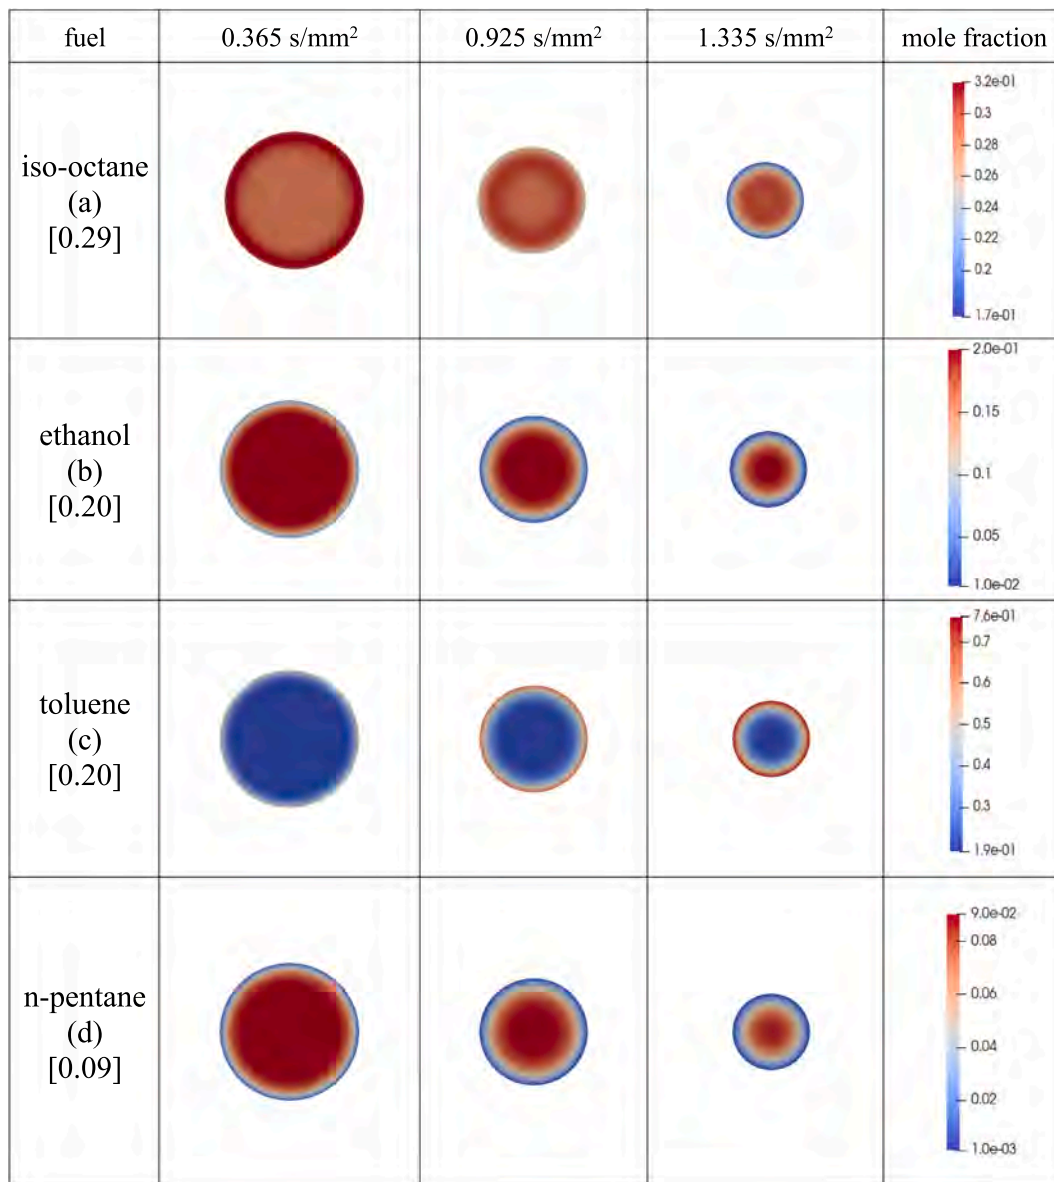 fuel
0.365 s/mm²
0.925 s/mm²
1.335 s/mm²
mole fraction
iso-octane
(a)
[0.29]
3.2e-01
0.3
0.28
0.26
0.24
0.22
0.2
1.7e-01
ethanol
(b)
[0.20]
2.0e-01
0.15
0.1
0.05
1.0e-02
toluene
(c)
[0.20]
7.6e-01
0.7
0.6
0.5
0.4
0.3
1.9e-01
n-pentane
(d)
[0.09]
9.0e-02
0.08
0.06
0.04
0.02
1.0e-03